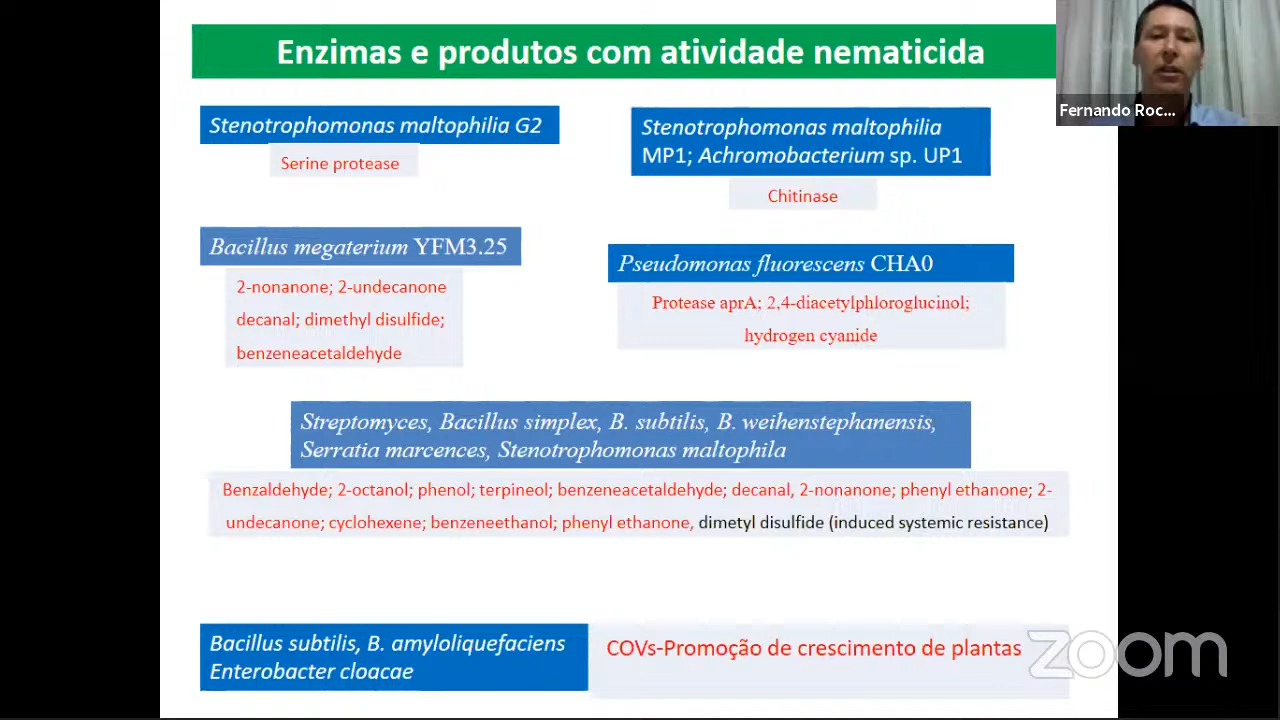 Enzimas e produtos com atividade nematicida
Fernando Roc...
Stenotrophomonas maltophilia G2
Serine protease
Stenotrophomonas maltophilia
MP1; Achromobacterium sp. UP1
Chitinase
Bacillus megaterium YFM3.25
2-nonanone; 2-undecanone
decanal; dimethyl disulfide;
benzeneacetaldehyde
Pseudomonas fluorescens CHA0
Protease aprA; 2,4-diacetylphloroglucinol;
hydrogen cyanide
Streptomyces, Bacillus simplex, B. subtilis, B. weihenstephanensis,
Serratia marcences, Stenotrophomonas maltophila
Benzaldehyde; 2-octanol; phenol; terpineol; benzeneacetaldehyde; decanal, 2-nonanone; phenyl ethanone; 2-
undecanone; cyclohexene; benzeneethanol; phenyl ethanone, dimetyl disulfide (induced systemic resistance)
Bacillus subtilis, B. amyloliquefaciens
Enterobacter cloacae
COVs-Promoção de crescimento de plantas
zoom